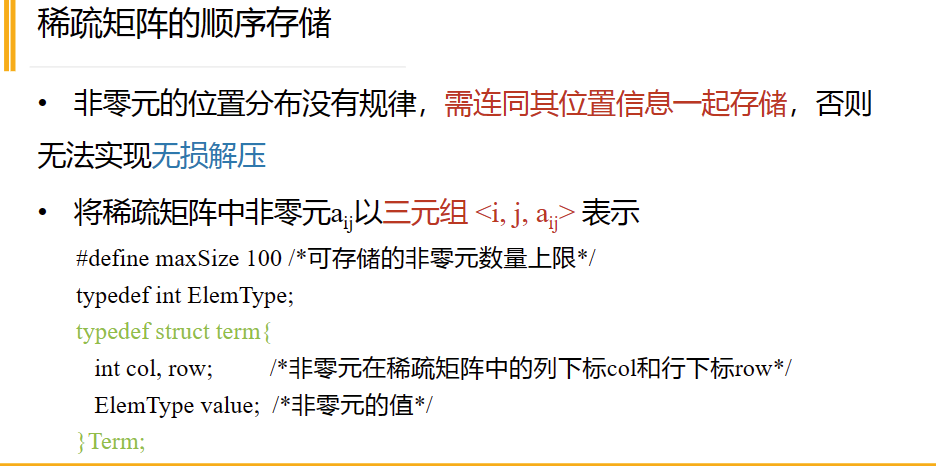 稀疏矩阵的顺序存储
• 非零元的位置分布没有规律，需连同其位置信息一起存储，否则
无法实现无损解压
• 将稀疏矩阵中非零元aij以三元组 <i, j, aij> 表示
#define maxSize 100 /*可存储的非零元数量上限*/
typedef int ElemType;
typedef struct term{
int col, row; /*非零元在稀疏矩阵中的列下标col和行下标row*/
ElemType value; /*非零元的值*/
}Term;